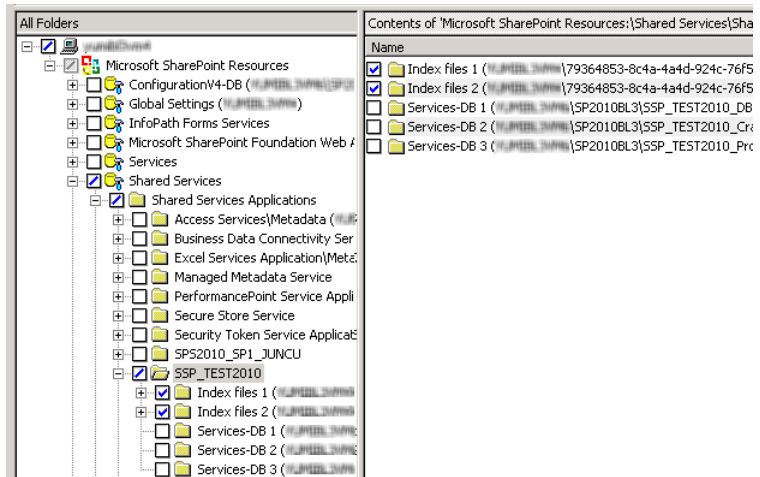 All Folders
Contents of 'Microsoft SharePoint Resources:\Shared Services\Sha
Name
Microsoft SharePoint Resources
ConfigurationV4-DB (
Global Settings ( )
InfoPath Forms Services
Microsoft SharePoint Foundation Web
Services
Shared Services
Shared Services Applications
Access Services\Metadata (
Business Data Connectivity Ser
Excel Services Application\Meta
Managed Metadata Service
PerformancePoint Service Appli
Secure Store Service
Security Token Service Applicat
SPS2010_SP1_JUNCU
SSP_TEST2010
Index files 1 (
Index files 2 (
Services-DB 1 (
Services-DB 2 (
Services-DB 3 (
Index files 1 ( \79364853-8c4a-4a4d-924c-76f5
Index files 2 ( \79364853-8c4a-4a4d-924c-76f5
Services-DB 1 ( \SP2010BL3\SSP_TEST2010_DB
Services-DB 2 ( \SP2010BL3\SSP_TEST2010_Cra
Services-DB 3 ( \SP2010BL3\SSP_TEST2010_Pro